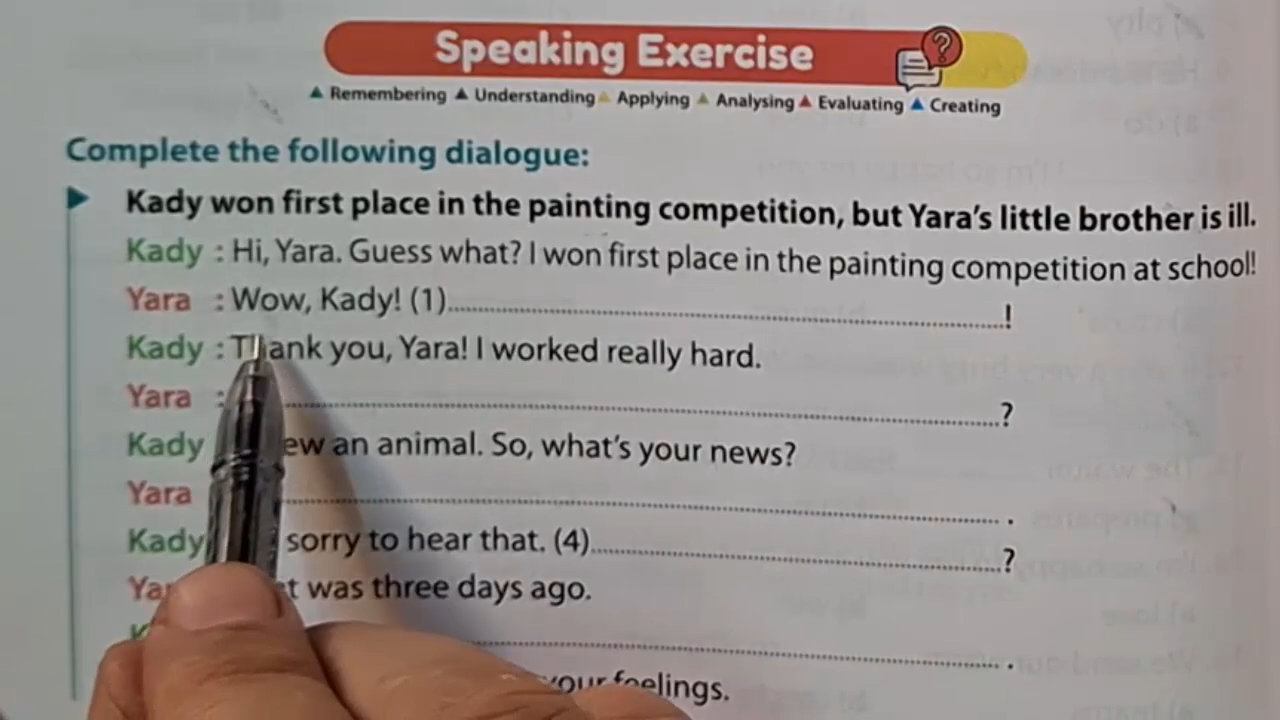 Speaking Exercise
▲ Remembering ▲ Understanding ▲ Applying ▲ Analysing ▲ Evaluating ▲ Creating
Complete the following dialogue:
Kady won first place in the painting competition, but Yara's little brother is ill.
Kady : Hi, Yara. Guess what? I won first place in the painting competition at school!
Yara : Wow, Kady! (1)..............................!
Kady : Thank you, Yara! I worked really hard.
Yara : ..............................?
Kady an animal. So, what's your news?
Yara .............................. .
Kady sorry to hear that. (4)..............................?
was three days ago.
.............................. .
your feelings.